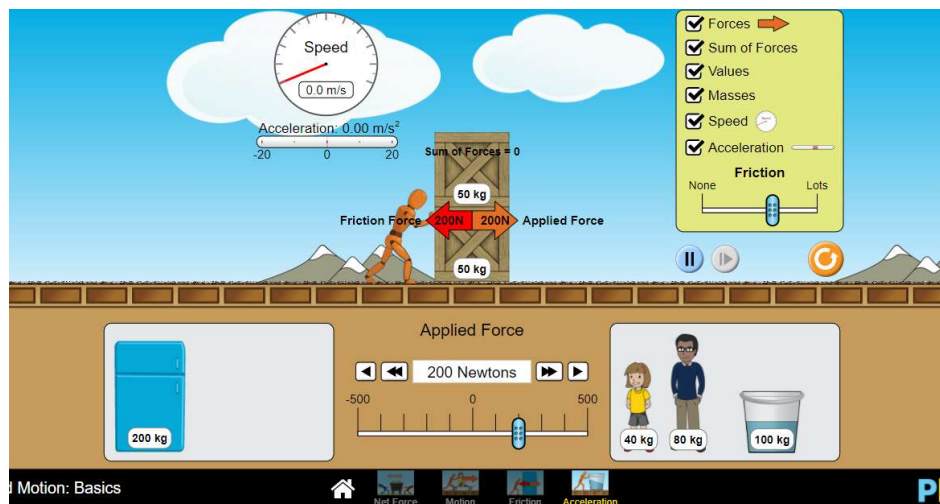 Speed
0.0 m/s
Acceleration: 0.00 m/s²
-20 0 20
Sum of Forces = 0
50 kg
Friction Force 200N 200N Applied Force
50 kg
Forces
Sum of Forces
Values
Masses
Speed
Acceleration
Friction
None Lots
Applied Force
200 Newtons
-500 0 500
200 kg
40 kg 80 kg 100 kg
d Motion: Basics
Net Force Motion Friction Acceleration
P